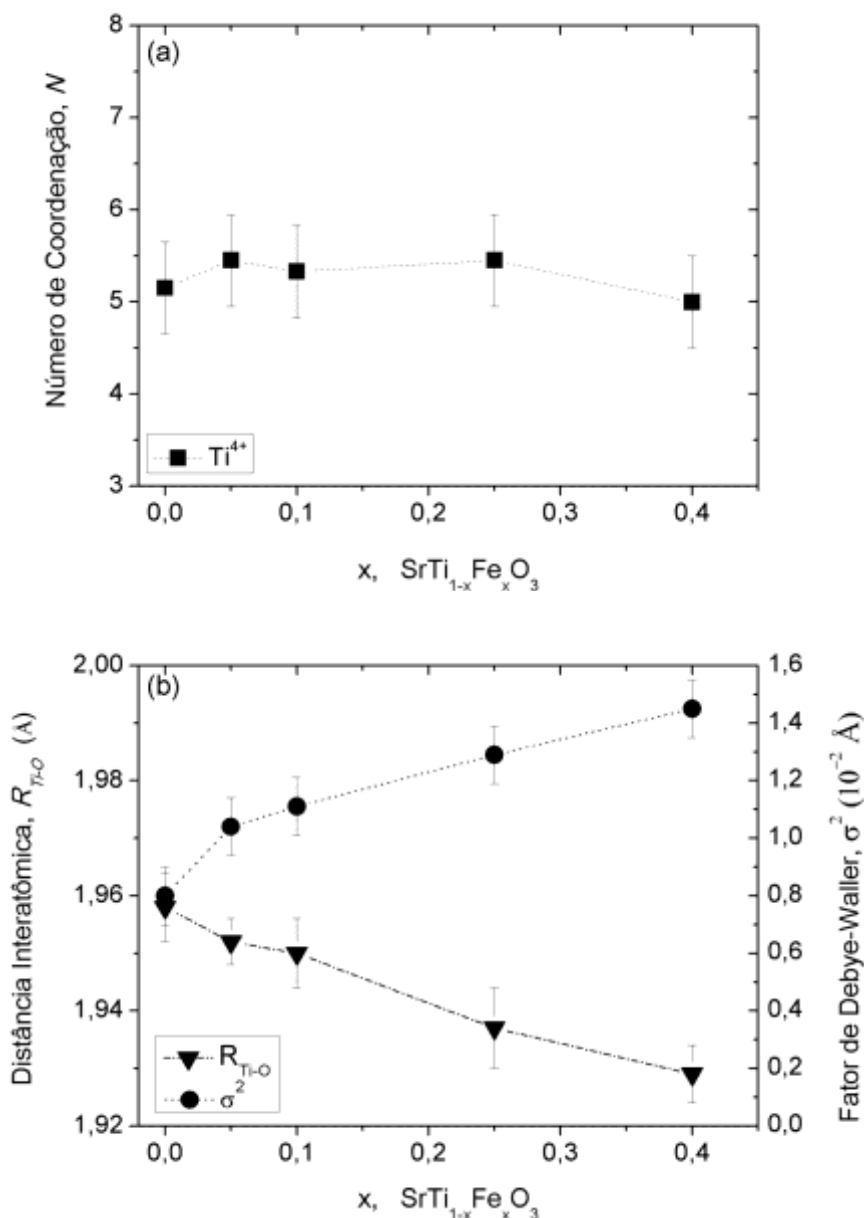 (a)
Número de Coordenação, N
8
7
6
5
4
3
Ti4+
0,0 0,1 0,2 0,3 0,4
x, SrTi1-xFexO3
(b)
Distância Interatômica, RTi-O (Å)
2,00
1,98
1,96
1,94
1,92
RTi-O
σ2
1,6
1,4
1,2
1,0
0,8
0,6
0,4
0,2
0,0
Fator de Debye-Waller, σ2 (10−2 Å)
0,0 0,1 0,2 0,3 0,4
x, SrTi1-xFexO3